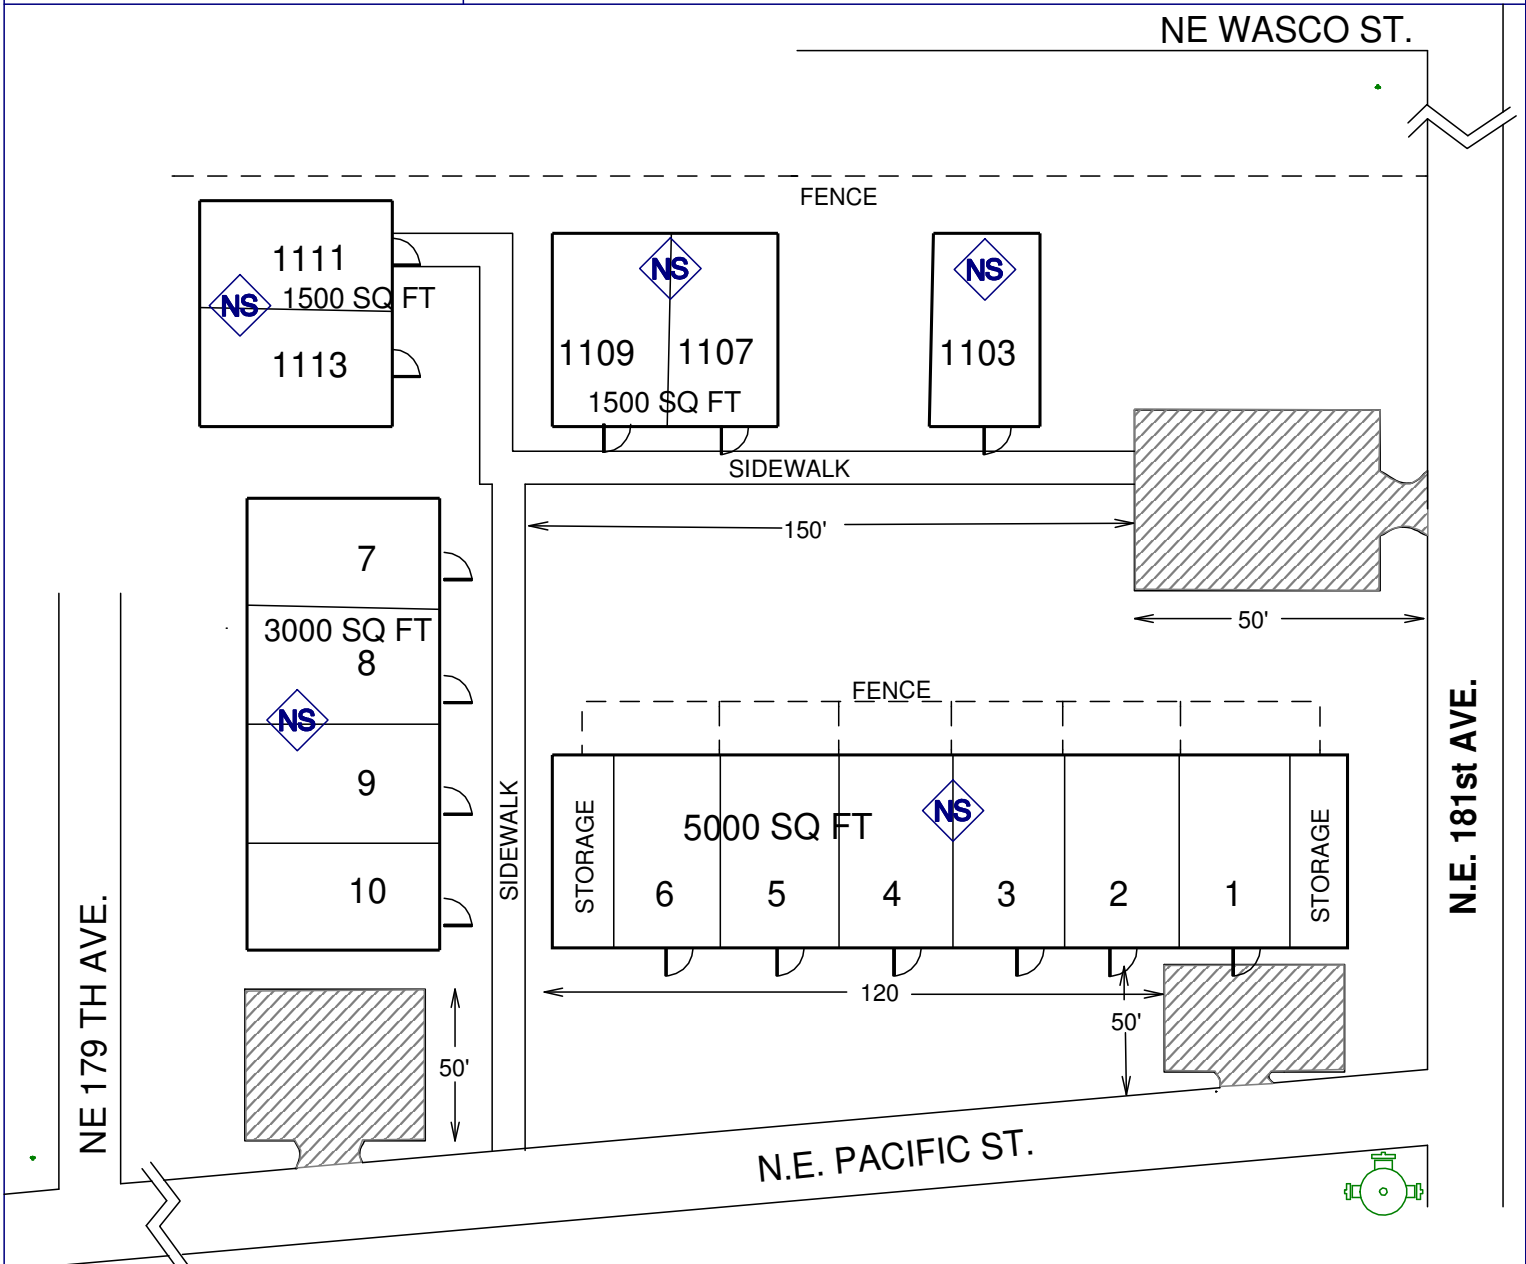 NE WASCO ST.
FENCE
1111
NS
1500 SQ FT
1113
NS
1109
1107
1500 SQ FT
NS
1103
SIDEWALK
150'
50'
7
3000 SQ FT
8
NS
9
10
SIDEWALK
FENCE
STORAGE
5000 SQ FT
NS
6
5
4
3
2
1
STORAGE
N.E. 181st AVE.
120
50'
50'
NE 179 TH AVE.
N.E. PACIFIC ST.